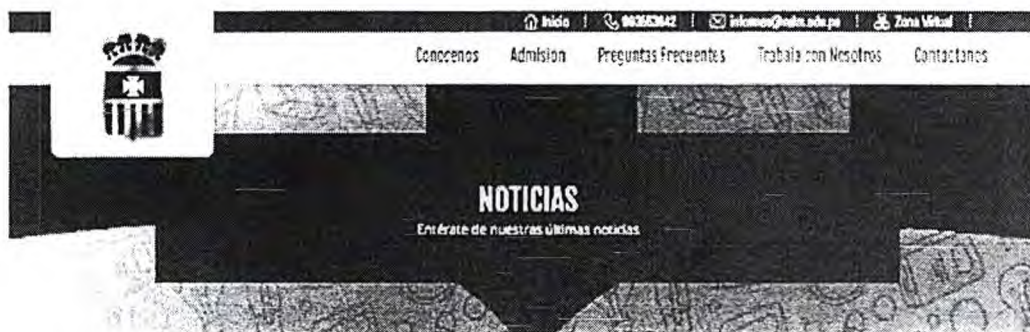 Inicio
Zona Virtual
Conocenos Admision Preguntas Frecuentes Trabaja con Nosotros Contactanos
NOTICIAS
Entérate de nuestras últimas noticias